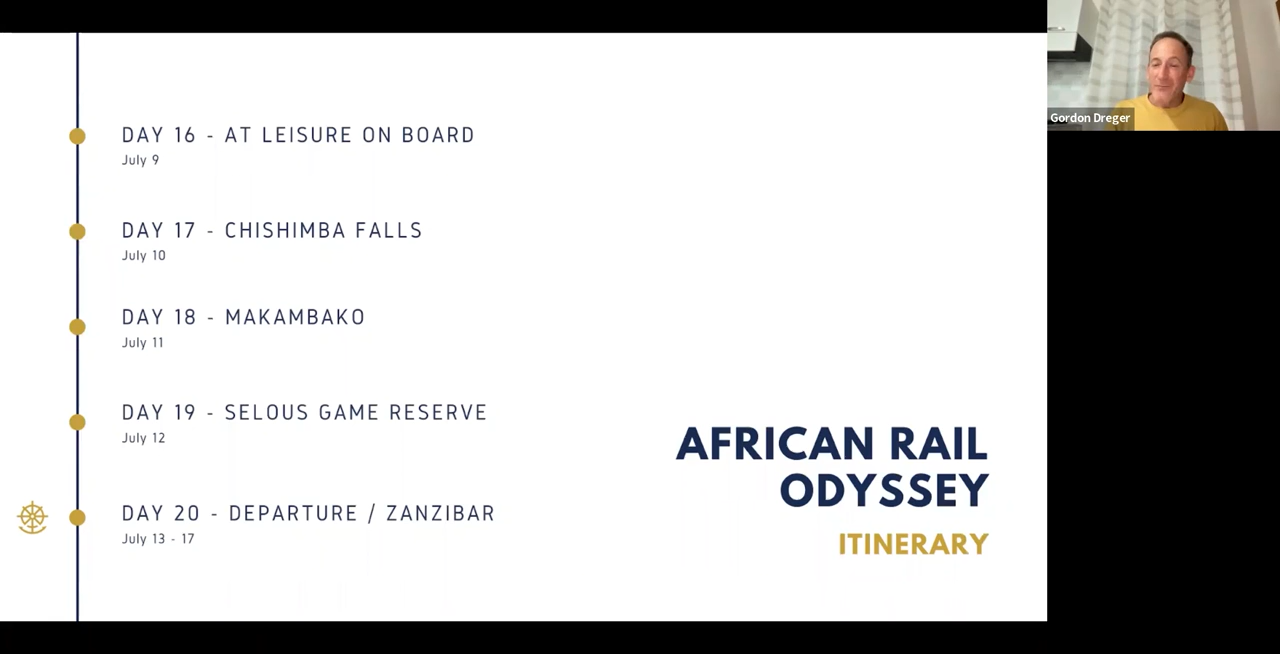 DAY 16 - AT LEISURE ON BOARD
July 9
DAY 17 - CHISHIMBA FALLS
July 10
DAY 18 - MAKAMBAKO
July 11
DAY 19 - SELOUS GAME RESERVE
July 12
DAY 20 - DEPARTURE / ZANZIBAR
July 13 - 17
AFRICAN RAIL
ODYSSEY
ITINERARY
Gordon Dreger